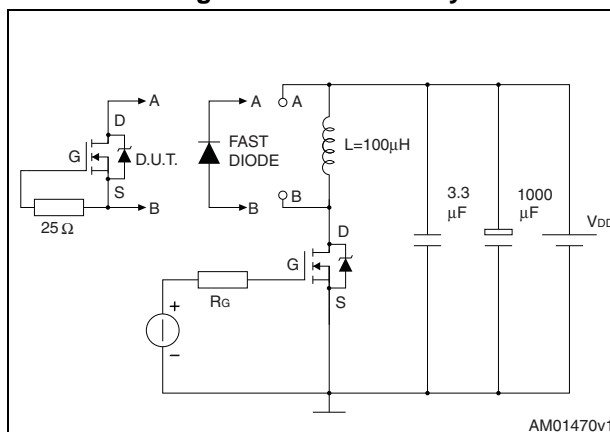 A
A
A
D
FAST
DIODE
L=100µH
G
D.U.T.
S
B
B
B
25 Ω
3.3
µF
1000
µF
VDD
D
G
S
RG
+
−
AM01470v1